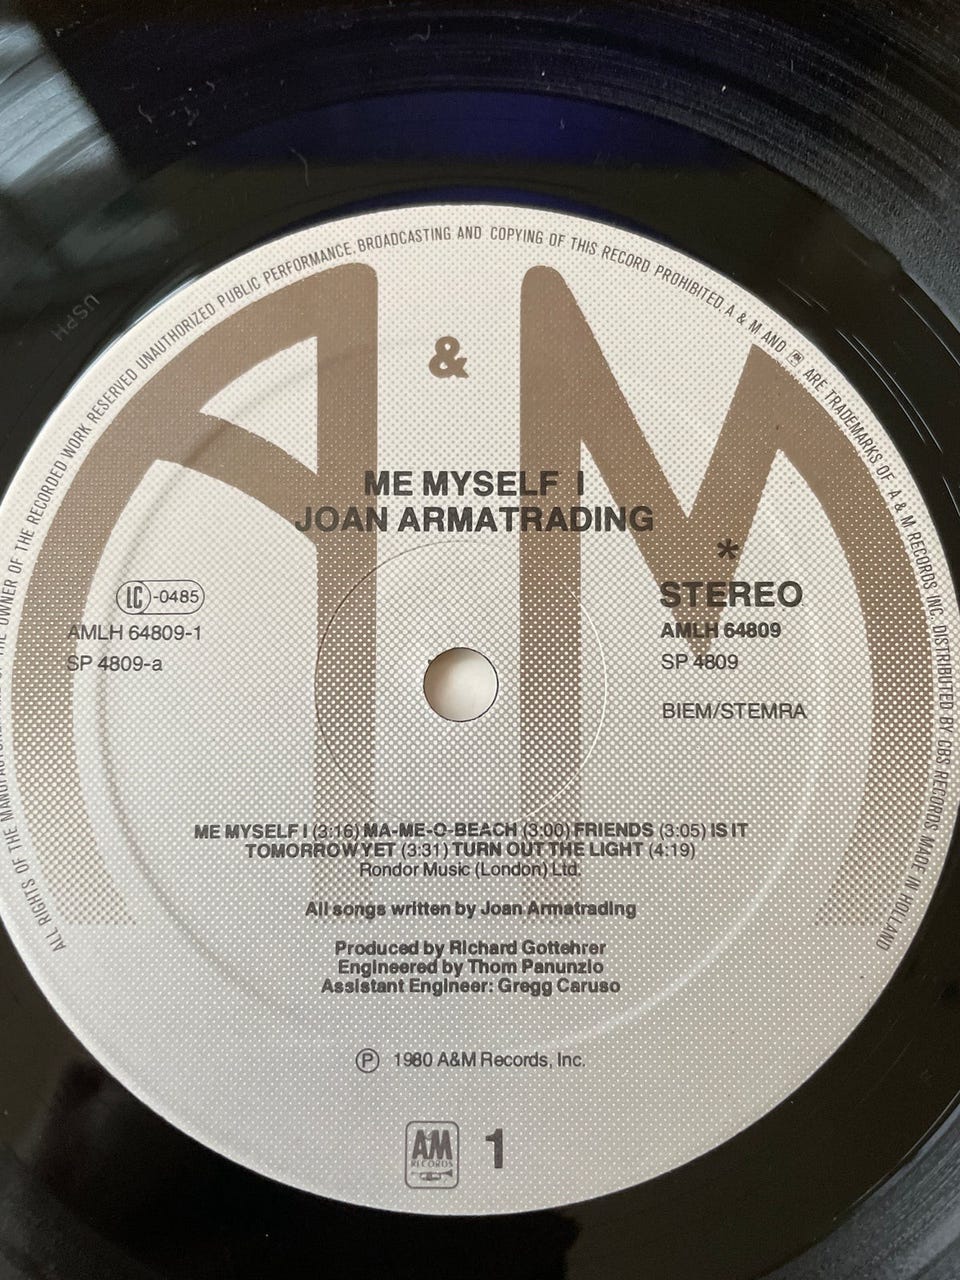 ALL RIGHTS OF THE MANUFACTURER AND OF THE OWNER OF THE RECORDED WORK RESERVED UNAUTHORIZED PUBLIC PERFORMANCE, BROADCASTING AND COPYING OF THIS RECORD PROHIBITED. A & M AND AM ARE TRADEMARKS OF A & M RECORDS INC. DISTRIBUTED BY CBS RECORDS MADE IN HOLLAND
A & M
ME MYSELF I
JOAN ARMATRADING
*
LC-0485
STEREO
AMLH 64809-1
AMLH 64809
SP 4809-a
SP 4809
BIEM/STEMRA
ME MYSELF I (3:16) MA-ME-O-BEACH (3:00) FRIENDS (3:05) IS IT
TOMORROW YET (3:31) TURN OUT THE LIGHT (4:19)
Rondor Music (London) Ltd.
All songs written by Joan Armatrading
Produced by Richard Gottehrer
Engineered by Thom Panunzio
Assistant Engineer: Gregg Caruso
Ⓟ 1980 A&M Records, Inc.
AM
RECORDS
1